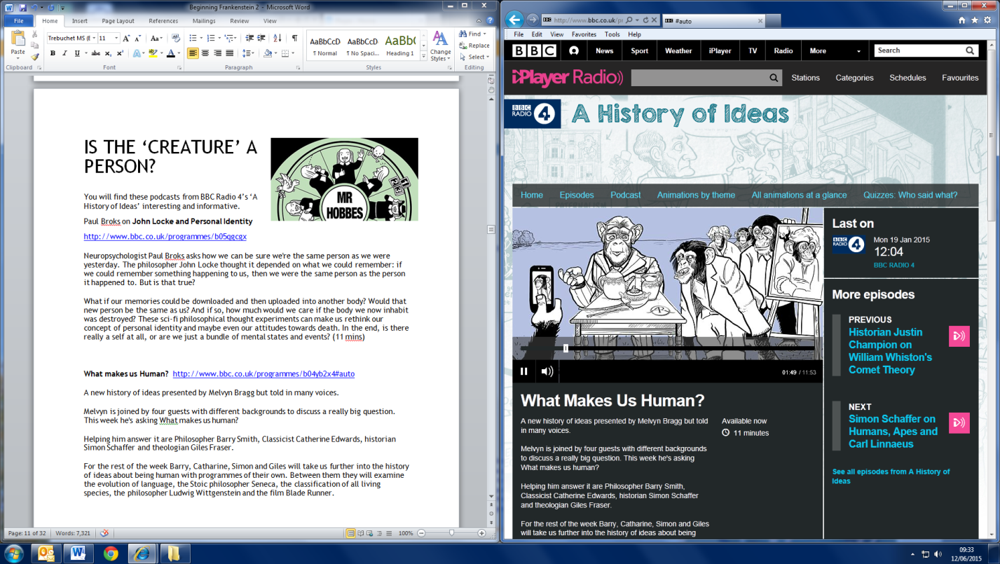 Beginning Frankenstein 2 - Microsoft Word
File Home Insert Page Layout References Mailings Review View
Paste
Trebuchet MS (E 11
A A Aa
B I U abc x₂ x² A
AaBbCcDd AaBbCcDd AaBbC
¶ Normal ¶ No Spaci... Heading 1
Change Styles
Find
Replace
Select
Clipboard Font Paragraph Styles Editing
IS THE ‘CREATURE’ A
PERSON?
MR
HOBBES
You will find these podcasts from BBC Radio 4’s ‘A
History of Ideas’ interesting and informative.
Paul Broks on John Locke and Personal Identity
http://www.bbc.co.uk/programmes/b05qgcgx
Neuropsychologist Paul Broks asks how we can be sure we're the same person as we were
yesterday. The philosopher John Locke thought it depended on what we could remember: if
we could remember something happening to us, then we were the same person as the person
it happened to. But is that true?
What if our memories could be downloaded and then uploaded into another body? Would that
new person be the same as us? And if so, how much would we care if the body we now inhabit
was destroyed? These sci-fi philosophical thought experiments can make us rethink our
concept of personal identity and maybe even our attitudes towards death. In the end, is there
really a self at all, or are we just a bundle of mental states and events? (11 mins)
What makes us Human? http://www.bbc.co.uk/programmes/b04yb2x4#auto
A new history of ideas presented by Melvyn Bragg but told in many voices.
Melvyn is joined by four guests with different backgrounds to discuss a really big question.
This week he's asking What makes us human?
Helping him answer it are Philosopher Barry Smith, Classicist Catherine Edwards, historian
Simon Schaffer and theologian Giles Fraser.
For the rest of the week Barry, Catharine, Simon and Giles will take us further into the history
of ideas about being human with programmes of their own. Between them they will examine
the evolution of language, the Stoic philosopher Seneca, the classification of all living
species, the philosopher Ludwig Wittgenstein and the film Blade Runner.
Page: 11 of 32 Words: 7,321 100%
http://www.bbc.co.uk/pr
#auto
File Edit View Favorites Tools Help
BBC News Sport Weather iPlayer TV Radio More Search
iPlayer Radio Stations Categories Schedules Favourites
BBC RADIO 4
A History of Ideas
Home Episodes Podcast Animations by theme All animations at a glance Quizzes: Who said what?
01:49 / 11:53
What Makes Us Human?
A new history of ideas presented by Melvyn Bragg but told
in many voices.
Melvyn is joined by four guests with different backgrounds
to discuss a really big question. This week he's asking
What makes us human?
Helping him answer it are Philosopher Barry Smith,
Classicist Catherine Edwards, historian Simon Schaffer
and theologian Giles Fraser.
For the rest of the week Barry, Catharine, Simon and Giles
will take us further into the history of ideas about being
Available now
11 minutes
Last on
BBC RADIO 4
Mon 19 Jan 2015
12:04
BBC RADIO 4
More episodes
PREVIOUS
Historian Justin
Champion on
William Whiston's
Comet Theory
NEXT
Simon Schaffer on
Humans, Apes and
Carl Linnaeus
See all episodes from A History of
Ideas
09:33
12/06/2015